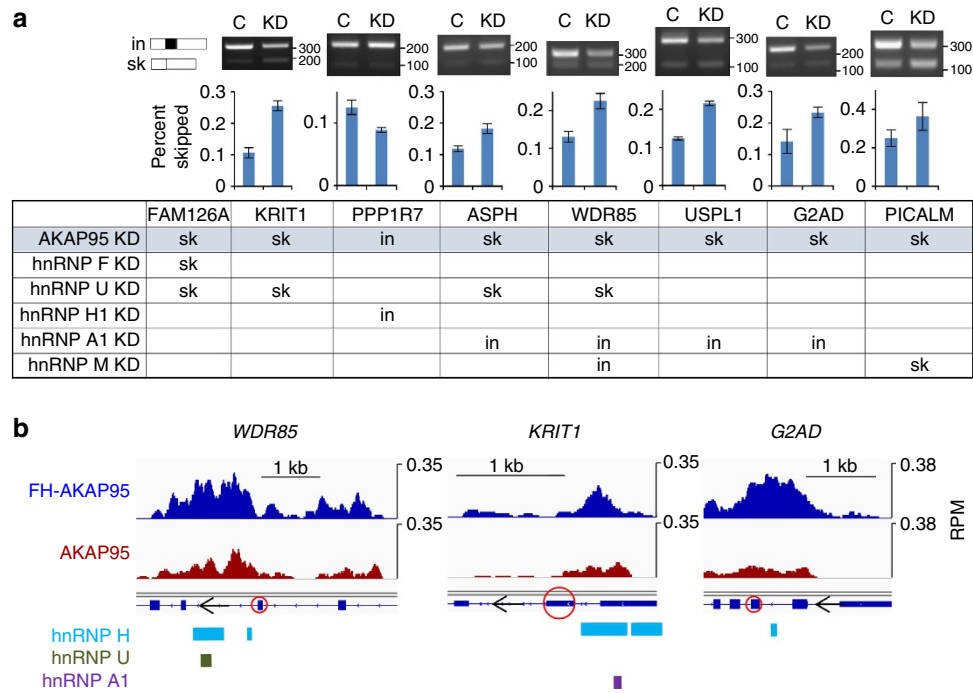 a
C KD C KD C KD C KD C KD C KD C KD
in
sk
300
200
200
100
200
100
300
200
300
100
200
100
300
100
Percent skipped
0.3
0.2
0.1
0
0.1
0
0.3
0.2
0.1
0
0.2
0.1
0
0.2
0.1
0
0.3
0.2
0.1
0
0.4
0.2
0
FAM126A KRIT1 PPP1R7 ASPH WDR85 USPL1 G2AD PICALM
AKAP95 KD sk sk in sk sk sk sk sk
hnRNP F KD sk
hnRNP U KD sk sk sk sk
hnRNP H1 KD in
hnRNP A1 KD in in in in
hnRNP M KD in sk
b
WDR85 KRIT1 G2AD
1 kb 0.35 1 kb 0.35 1 kb 0.38
FH-AKAP95
0.35 0.35 0.38
AKAP95
RPM
hnRNP H
hnRNP U
hnRNP A1